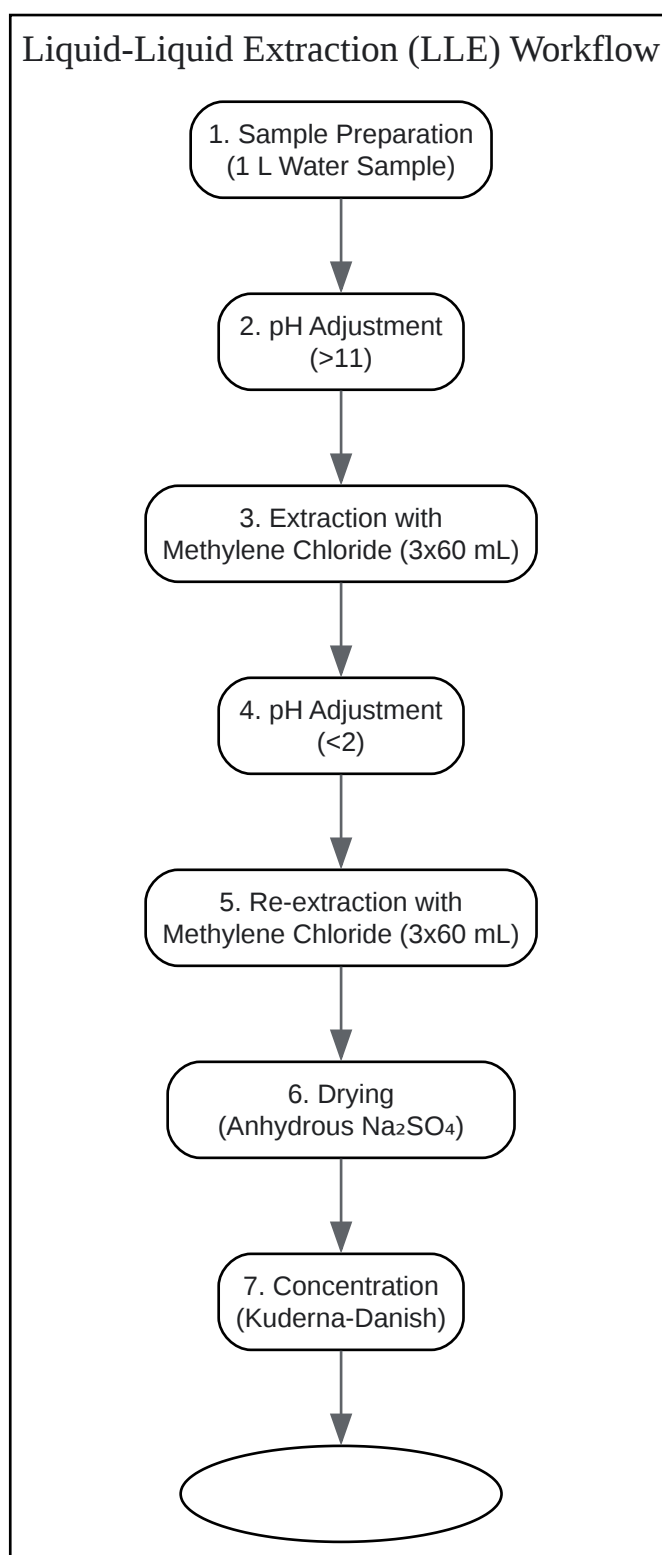 Liquid-Liquid Extraction (LLE) Workflow
1. Sample Preparation
(1 L Water Sample)
2. pH Adjustment
(>11)
3. Extraction with
Methylene Chloride (3x60 mL)
4. pH Adjustment
(<2)
5. Re-extraction with
Methylene Chloride (3x60 mL)
6. Drying
(Anhydrous Na₂SO₄)
7. Concentration
(Kuderna-Danish)